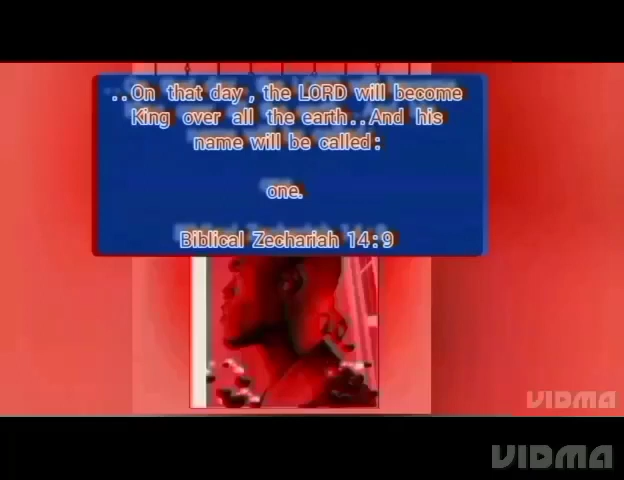 ..On that day, the LORD will become
King over all the earth..And his
name will be called:
one.
Biblical Zechariah 14:9
VIDMA
VIDMA